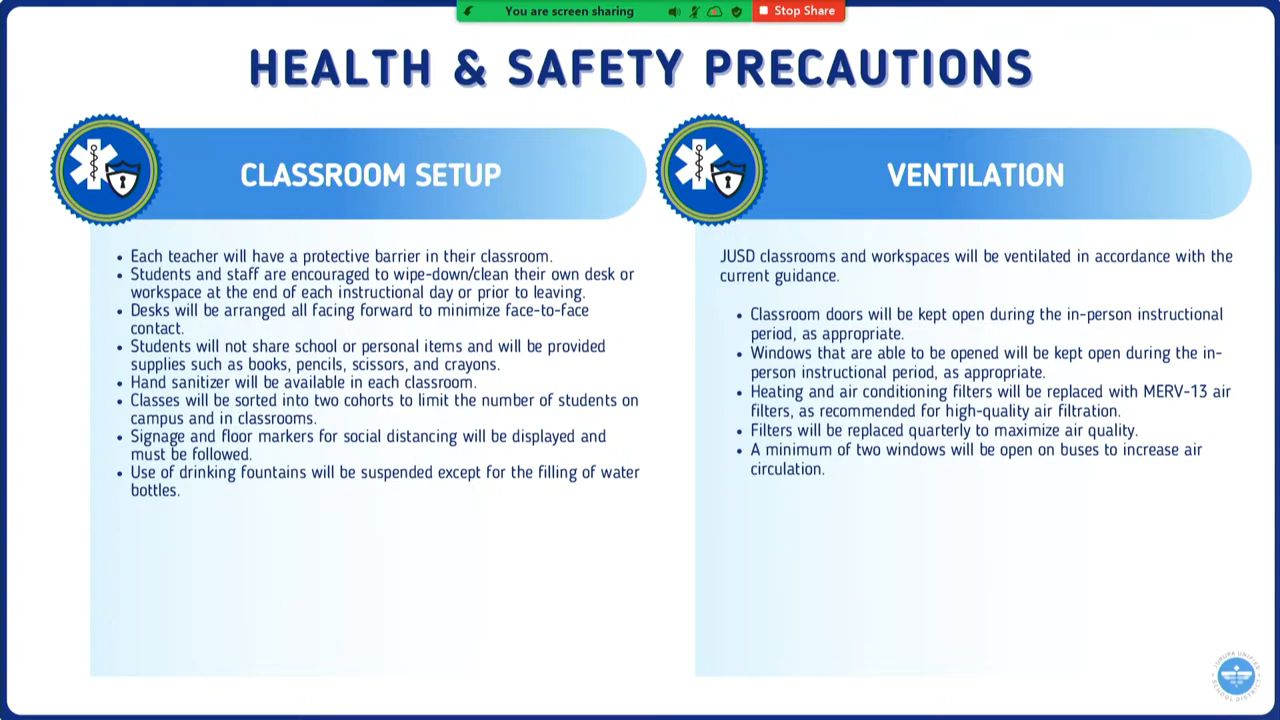 You are screen sharing
Stop Share
HEALTH & SAFETY PRECAUTIONS
CLASSROOM SETUP
• Each teacher will have a protective barrier in their classroom.
• Students and staff are encouraged to wipe-down/clean their own desk or
workspace at the end of each instructional day or prior to leaving.
• Desks will be arranged all facing forward to minimize face-to-face
contact.
• Students will not share school or personal items and will be provided
supplies such as books, pencils, scissors, and crayons.
• Hand sanitizer will be available in each classroom.
• Classes will be sorted into two cohorts to limit the number of students on
campus and in classrooms.
• Signage and floor markers for social distancing will be displayed and
must be followed.
• Use of drinking fountains will be suspended except for the filling of water
bottles.
VENTILATION
JUSD classrooms and workspaces will be ventilated in accordance with the
current guidance.
• Classroom doors will be kept open during the in-person instructional
period, as appropriate.
• Windows that are able to be opened will be kept open during the in-
person instructional period, as appropriate.
• Heating and air conditioning filters will be replaced with MERV-13 air
filters, as recommended for high-quality air filtration.
• Filters will be replaced quarterly to maximize air quality.
• A minimum of two windows will be open on buses to increase air
circulation.
JURUPA UNIFIED
SCHOOL DISTRICT